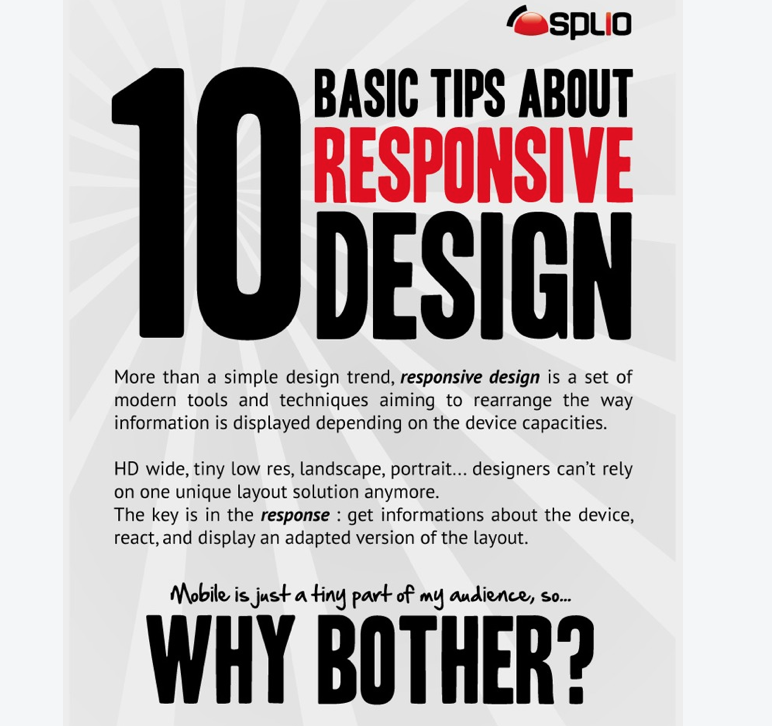 splio
10
BASIC TIPS ABOUT
RESPONSIVE
DESIGN
More than a simple design trend, responsive design is a set of
modern tools and techniques aiming to rearrange the way
information is displayed depending on the device capacities.
HD wide, tiny low res, landscape, portrait... designers can't rely
on one unique layout solution anymore.
The key is in the response : get informations about the device,
react, and display an adapted version of the layout.
Mobile is just a tiny part of my audience, so...
WHY BOTHER?